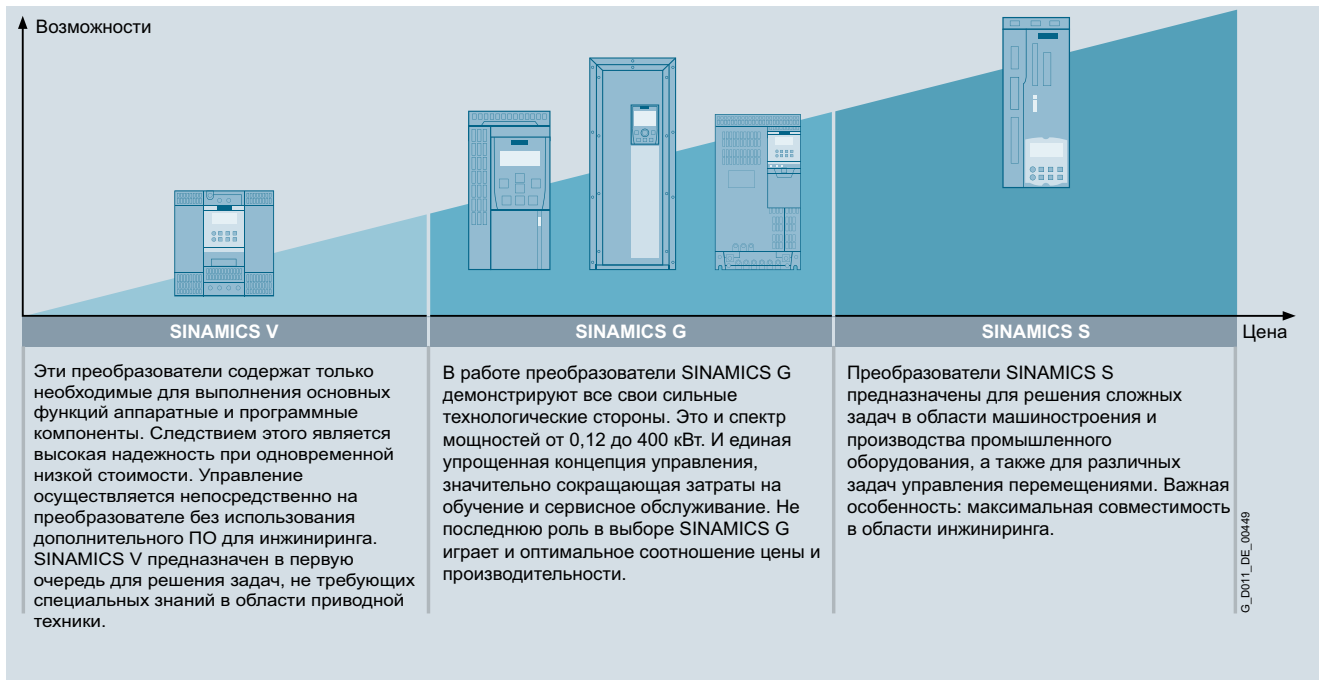 Возможности
Цена
SINAMICS V
Эти преобразователи содержат только
необходимые для выполнения основных
функций аппаратные и программные
компоненты. Следствием этого является
высокая надежность при одновременной
низкой стоимости. Управление
осуществляется непосредственно на
преобразователе без использования
дополнительного ПО для инжиниринга.
SINAMICS V предназначен в первую
очередь для решения задач, не требующих
специальных знаний в области приводной
техники.
SINAMICS G
В работе преобразователи SINAMICS G
демонстрируют все свои сильные
технологические стороны. Это и спектр
мощностей от 0,12 до 400 кВт. И единая
упрощенная концепция управления,
значительно сокращающая затраты на
обучение и сервисное обслуживание. Не
последнюю роль в выборе SINAMICS G
играет и оптимальное соотношение цены и
производительности.
SINAMICS S
Преобразователи SINAMICS S
предназначены для решения сложных
задач в области машиностроения и
производства промышленного
оборудования, а также для различных
задач управления перемещениями. Важная
особенность: максимальная совместимость
в области инжиниринга.
G_D011_DE_00449